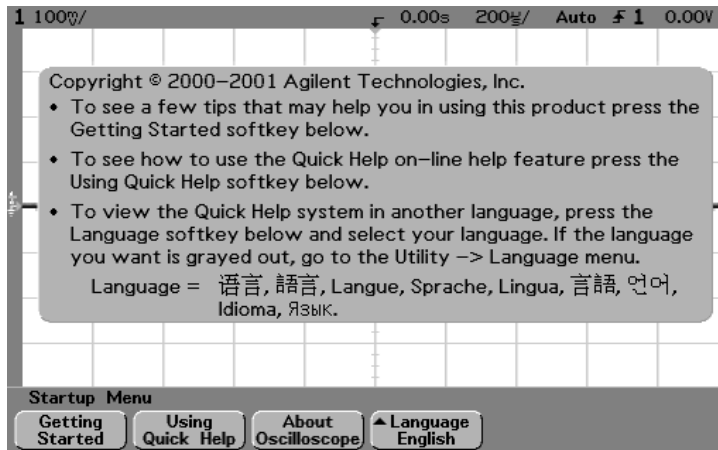 1 100mV/ 0.00s 200us/ Auto 1 0.00V
Copyright © 2000–2001 Agilent Technologies, Inc.
• To see a few tips that may help you in using this product press the
Getting Started softkey below.
• To see how to use the Quick Help on–line help feature press the
Using Quick Help softkey below.
• To view the Quick Help system in another language, press the
Language softkey below and select your language. If the language
you want is grayed out, go to the Utility –> Language menu.
Language = 语言, 語言, Langue, Sprache, Lingua, 言語, 언어,
Idioma, Язык.
Startup Menu
Getting Using About Language
Started Quick Help Oscilloscope English